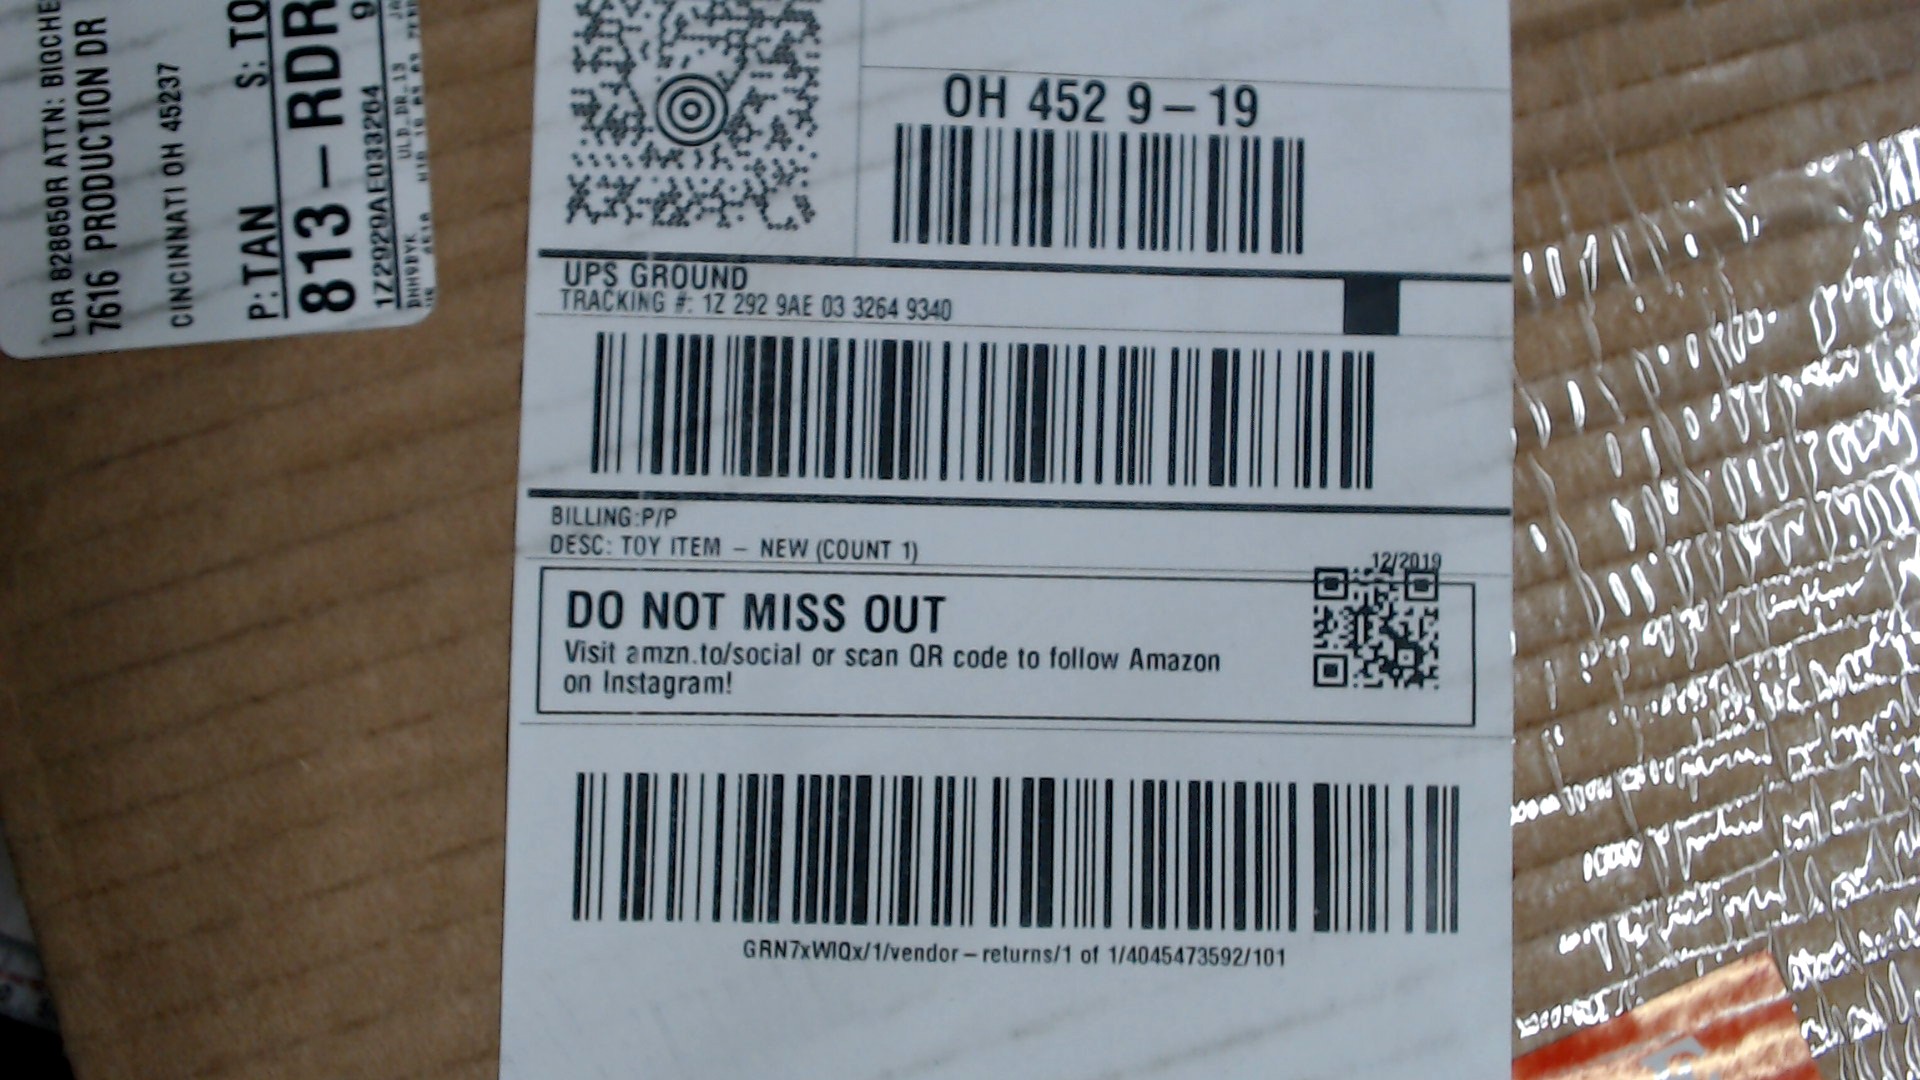 LDR 828650R ATTN: BIGCHE
7616 PRODUCTION DR
CINCINNATI OH 45237
P: TAN S: TO
813-RDR
1Z2929AE033264
OH 452 9-19
UPS GROUND
TRACKING #: 1Z 292 9AE 03 3264 9340
BILLING:P/P
DESC: TOY ITEM - NEW (COUNT 1)
12/2019
DO NOT MISS OUT
Visit amzn.to/social or scan QR code to follow Amazon
on Instagram!
GRN7xWIQx/1/vendor-returns/1 of 1/4045473592/101